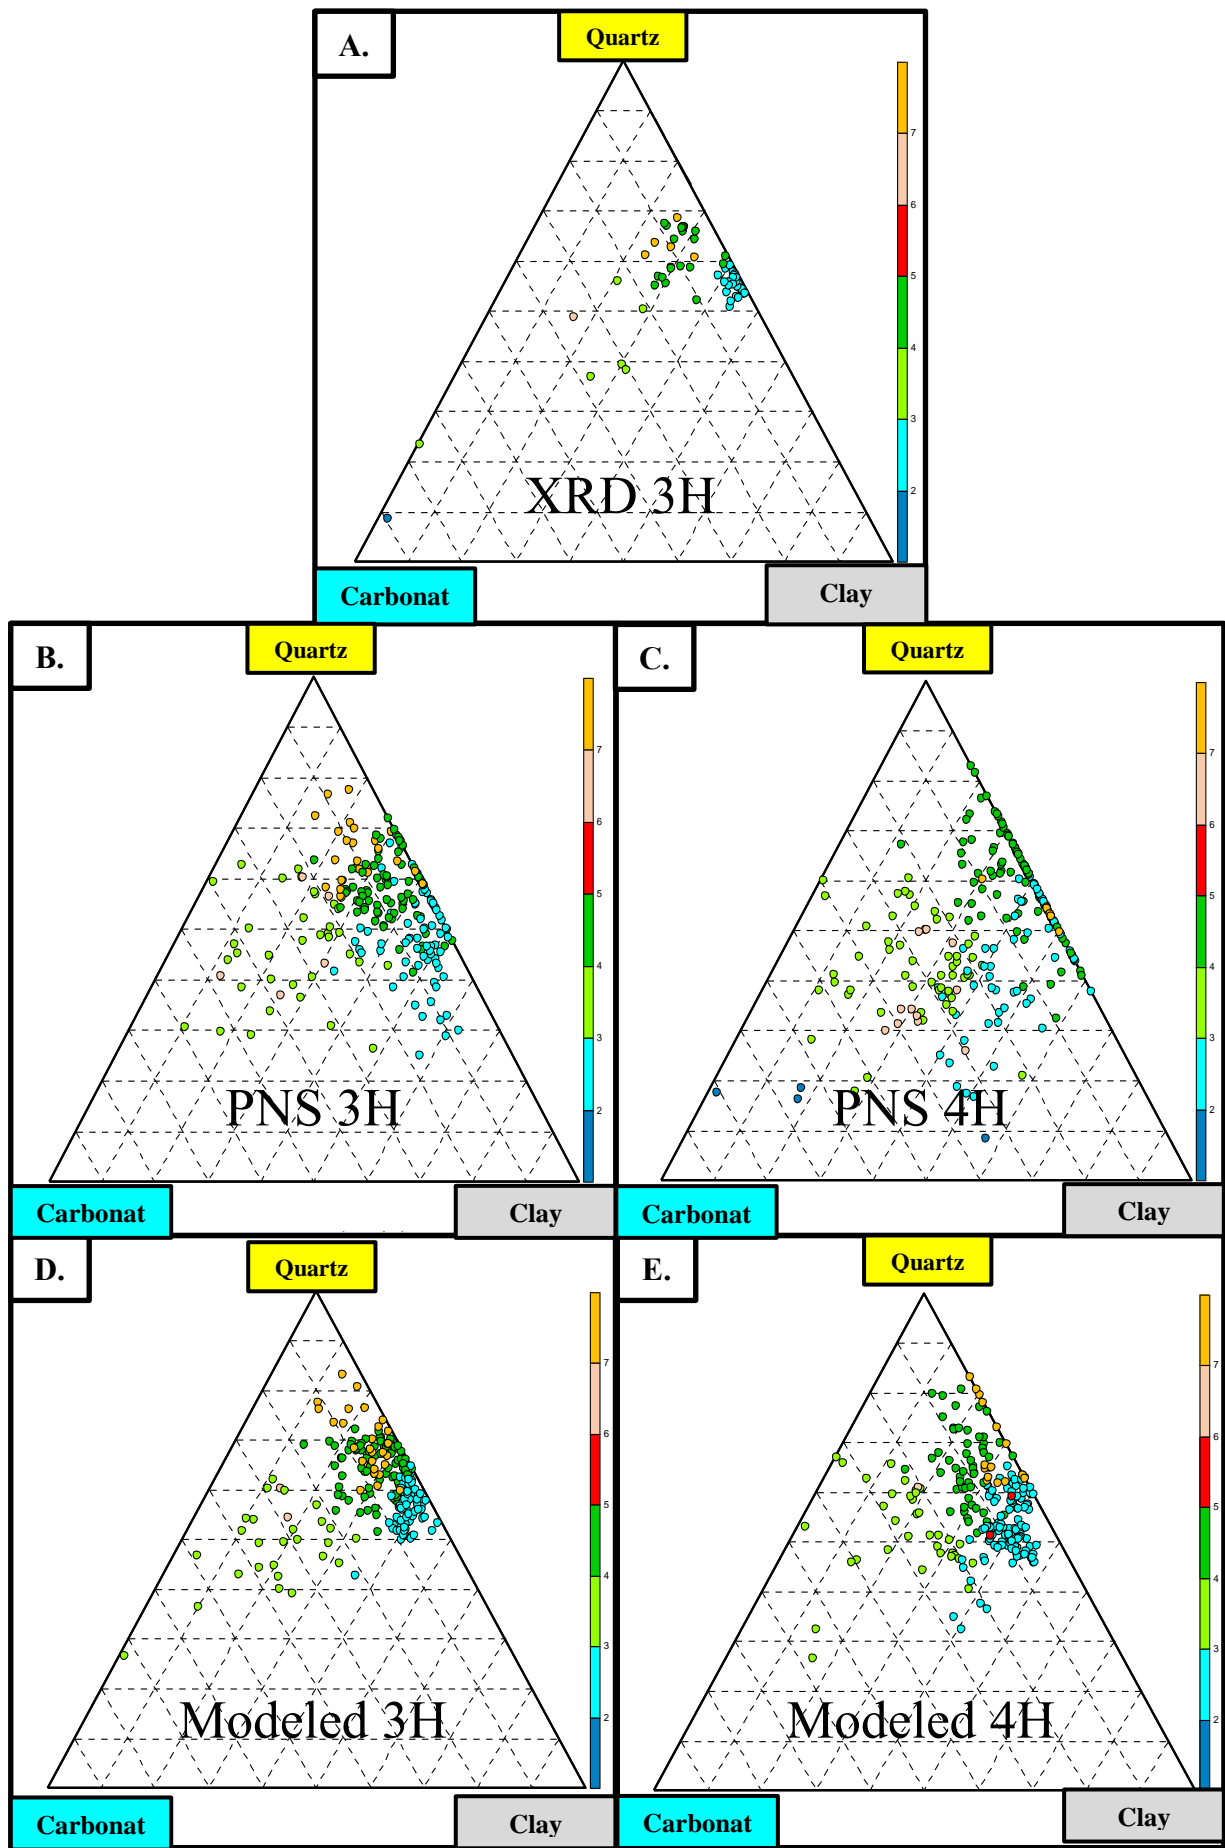 A.
Quartz
7
6
5
4
3
2
XRD 3H
Carbonat
Clay
B.
Quartz
7
6
5
4
3
2
PNS 3H
Carbonat
Clay
C.
Quartz
7
6
5
4
3
2
PNS 4H
Carbonat
Clay
D.
Quartz
7
6
5
4
3
2
Modeled 3H
Carbonat
Clay
E.
Quartz
7
6
5
4
3
2
Modeled 4H
Carbonat
Clay